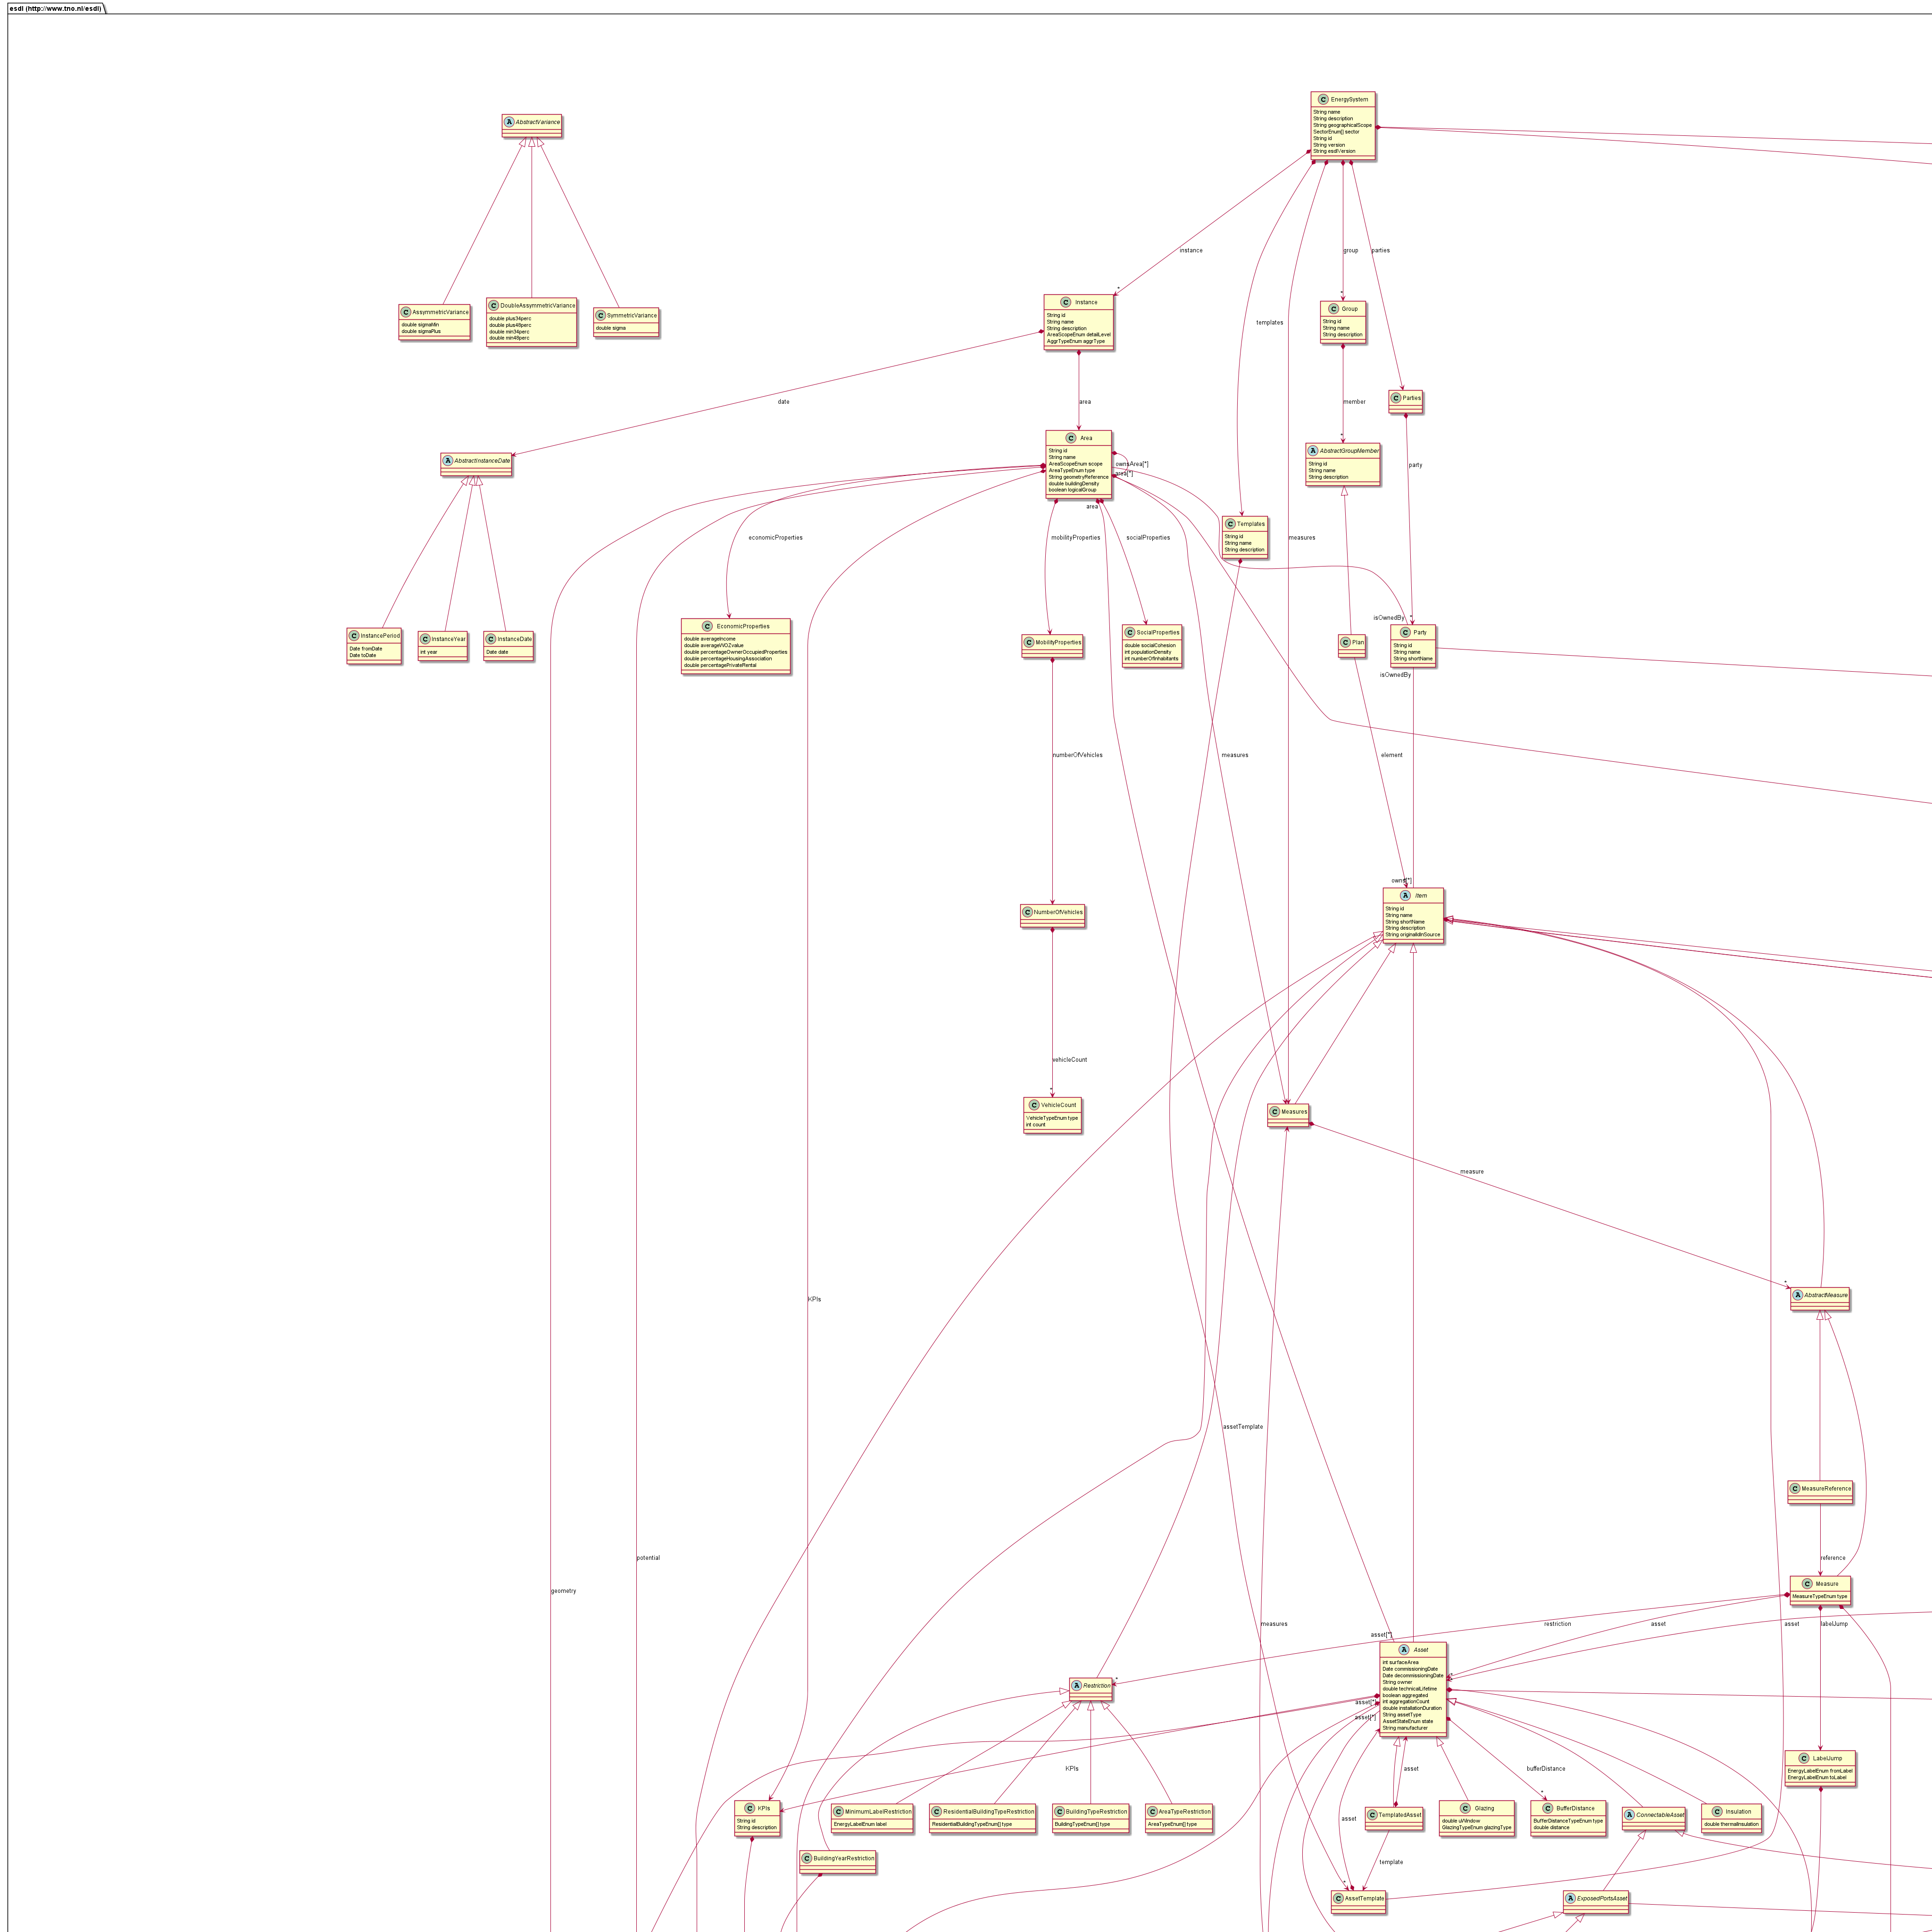 esdl (http://www.tno.nl/esdl)
C EnergySystem
String name
String description
String geographicalScope
SectorEnum[] sector
String id
String version
String esdlVersion
A AbstractVariance
instance
group
parties
templates
measures
C AssymmetricVariance
double sigmaMin
double sigmaPlus
C DoubleAssymmetricVariance
double plus34perc
double plus48perc
double min34perc
double min48perc
C SymmetricVariance
double sigma
*
C Instance
String id
String name
String description
AreaScopeEnum detailLevel
AggrTypeEnum aggrType
*
C Group
String id
String name
String description
date
area
member
C Parties
A AbstractInstanceDate
C Area
String id
String name
AreaScopeEnum scope
AreaTypeEnum type
String geometryReference
double buildingDensity
boolean logicalGroup
ownsArea[*]
area[*]
area
*
A AbstractGroupMember
String id
String name
String description
party
C Templates
String id
String name
String description
economicProperties
mobilityProperties
socialProperties
measures
C InstancePeriod
Date fromDate
Date toDate
C InstanceYear
int year
C InstanceDate
Date date
C EconomicProperties
double averageIncome
double averageWOZvalue
double percentageOwnerOccupiedProperties
double percentageHousingAssociation
double percentagePrivateRental
C MobilityProperties
C SocialProperties
double socialCohesion
int populationDensity
int numberOfInhabitants
C Plan
isOwnedBy
*
C Party
String id
String name
String shortName
isOwnedBy
numberOfVehicles
element
owns[*]
A Item
String id
String name
String shortName
String description
String originalIdInSource
C NumberOfVehicles
vehicleCount
*
C VehicleCount
VehicleTypeEnum type
int count
C Measures
measure
*
A AbstractMeasure
KPIs
assetTemplate
C MeasureReference
potential
geometry
reference
C Measure
MeasureTypeEnum type
measures
restriction
asset
labelJump
asset
asset[*]
A Asset
int surfaceArea
Date commissioningDate
Date decommissioningDate
String owner
double technicalLifetime
boolean aggregated
int aggregationCount
double installationDuration
String assetType
AssetStateEnum state
String manufacturer
asset[*]
asset[*]
*
A Restriction
KPIs
asset
bufferDistance
C LabelJump
EnergyLabelEnum fromLabel
EnergyLabelEnum toLabel
C KPIs
String id
String description
C MinimumLabelRestriction
EnergyLabelEnum label
C ResidentialBuildingTypeRestriction
ResidentialBuildingTypeEnum[] type
C BuildingTypeRestriction
BuildingTypeEnum[] type
C AreaTypeRestriction
AreaTypeEnum[] type
asset
C TemplatedAsset
C Glazing
double uWindow
GlazingTypeEnum glazingType
*
C BufferDistance
BufferDistanceTypeEnum type
double distance
A ConnectableAsset
C Insulation
double thermalInsulation
C BuildingYearRestriction
template
*
C AssetTemplate
A ExposedPortsAsset